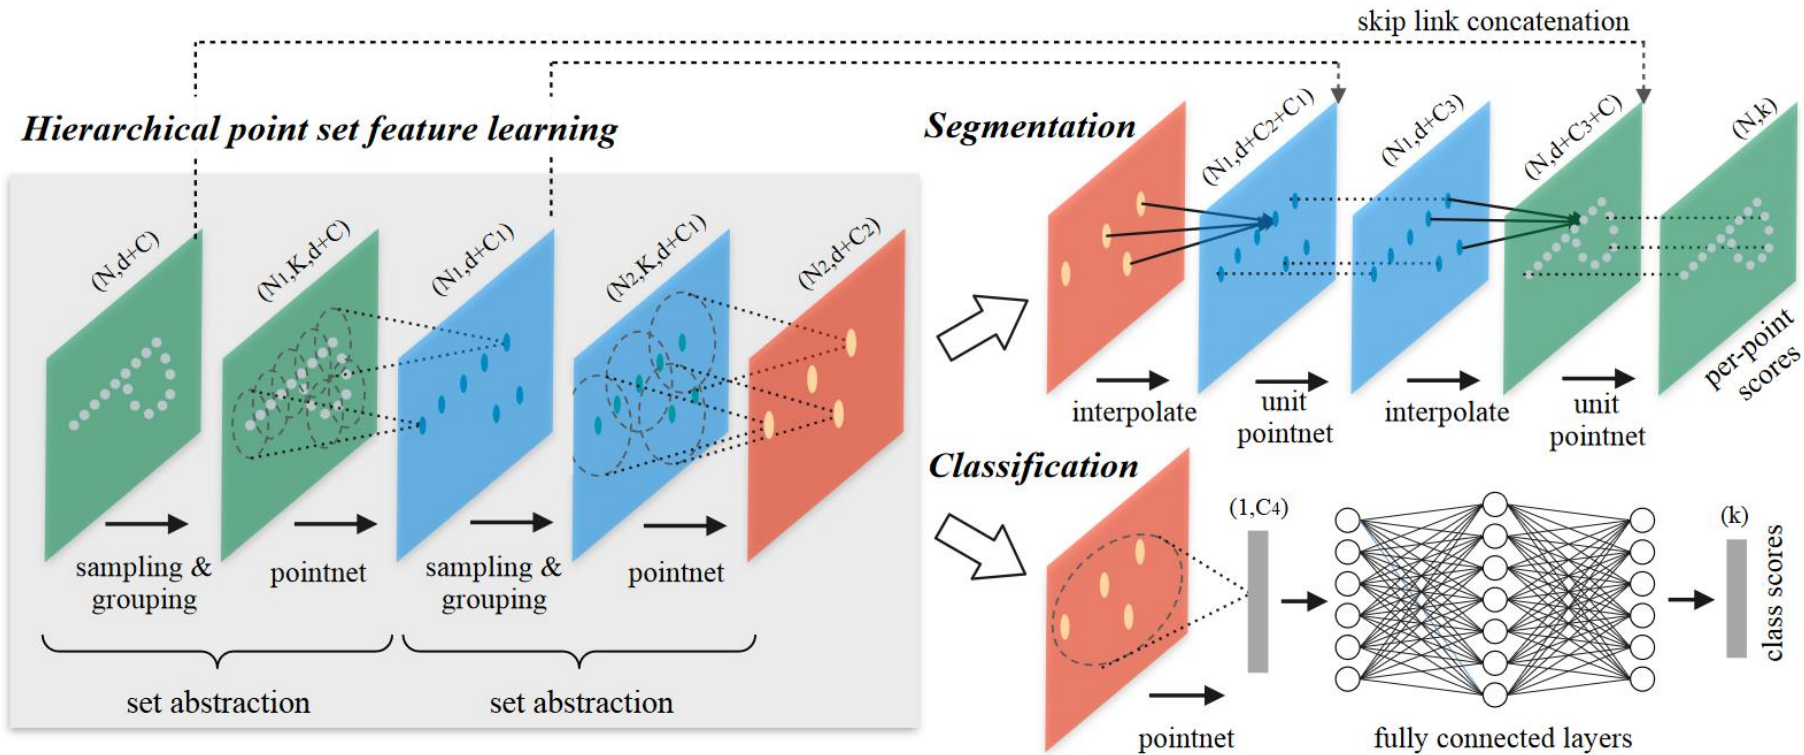 skip link concatenation
Hierarchical point set feature learning
(N,d+C)
(N1,K,d+C)
(N1,d+C1)
(N2,K,d+C1)
(N2,d+C2)
sampling &
grouping
pointnet
sampling &
grouping
pointnet
set abstraction
set abstraction
Segmentation
(N1,d+C2+C1)
(N1,d+C3)
(N,d+C3+C)
(N,k)
interpolate
unit
pointnet
interpolate
unit
pointnet
per-point
scores
Classification
(1,C4)
(k)
class scores
pointnet
fully connected layers